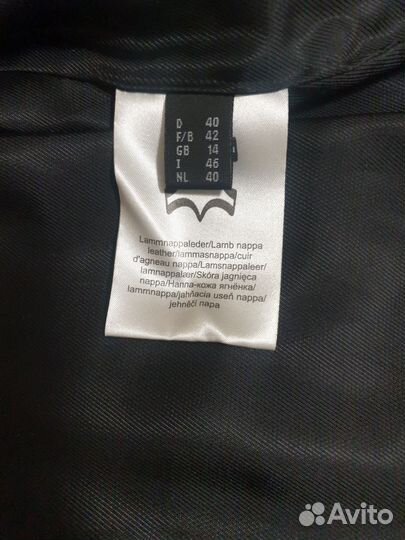 D 40
F/B 42
GB 14
I 46
NL 40
Lammnappaleder/Lamb nappa
leather/lammasnappa/cuir
d'agneau nappa/Lamsnappaleer/
lamnappalær/Skóra jagnięca
nappa/Наппа-кожа ягнёнка/
lammnappa/jahňacia useň nappa/
jehněčí napa
Avito